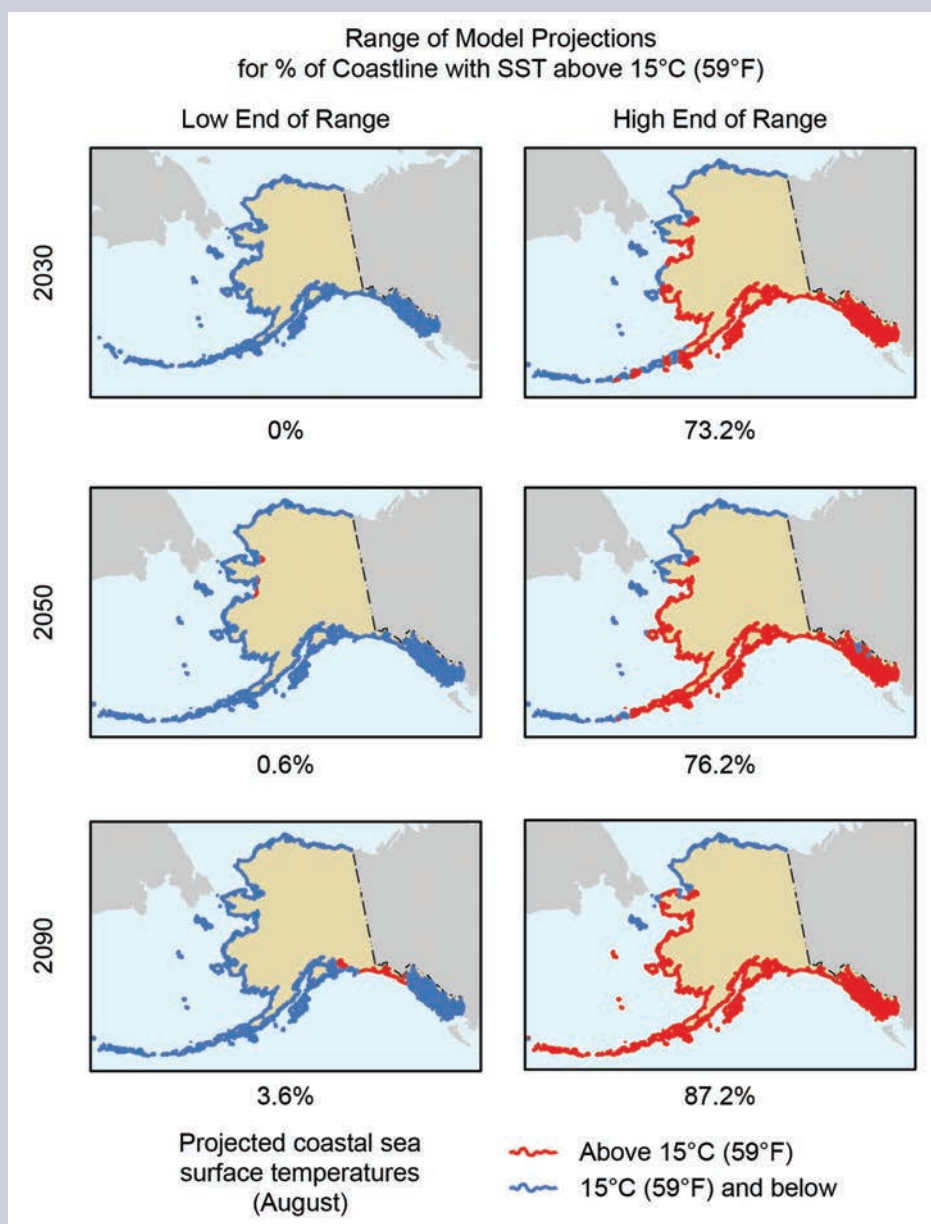 Range of Model Projections
for % of Coastline with SST above 15°C (59°F)
Low End of Range
High End of Range
2030
0%
73.2%
2050
0.6%
76.2%
2090
3.6%
87.2%
Projected coastal sea
surface temperatures
(August)
Above 15°C (59°F)
15°C (59°F) and below